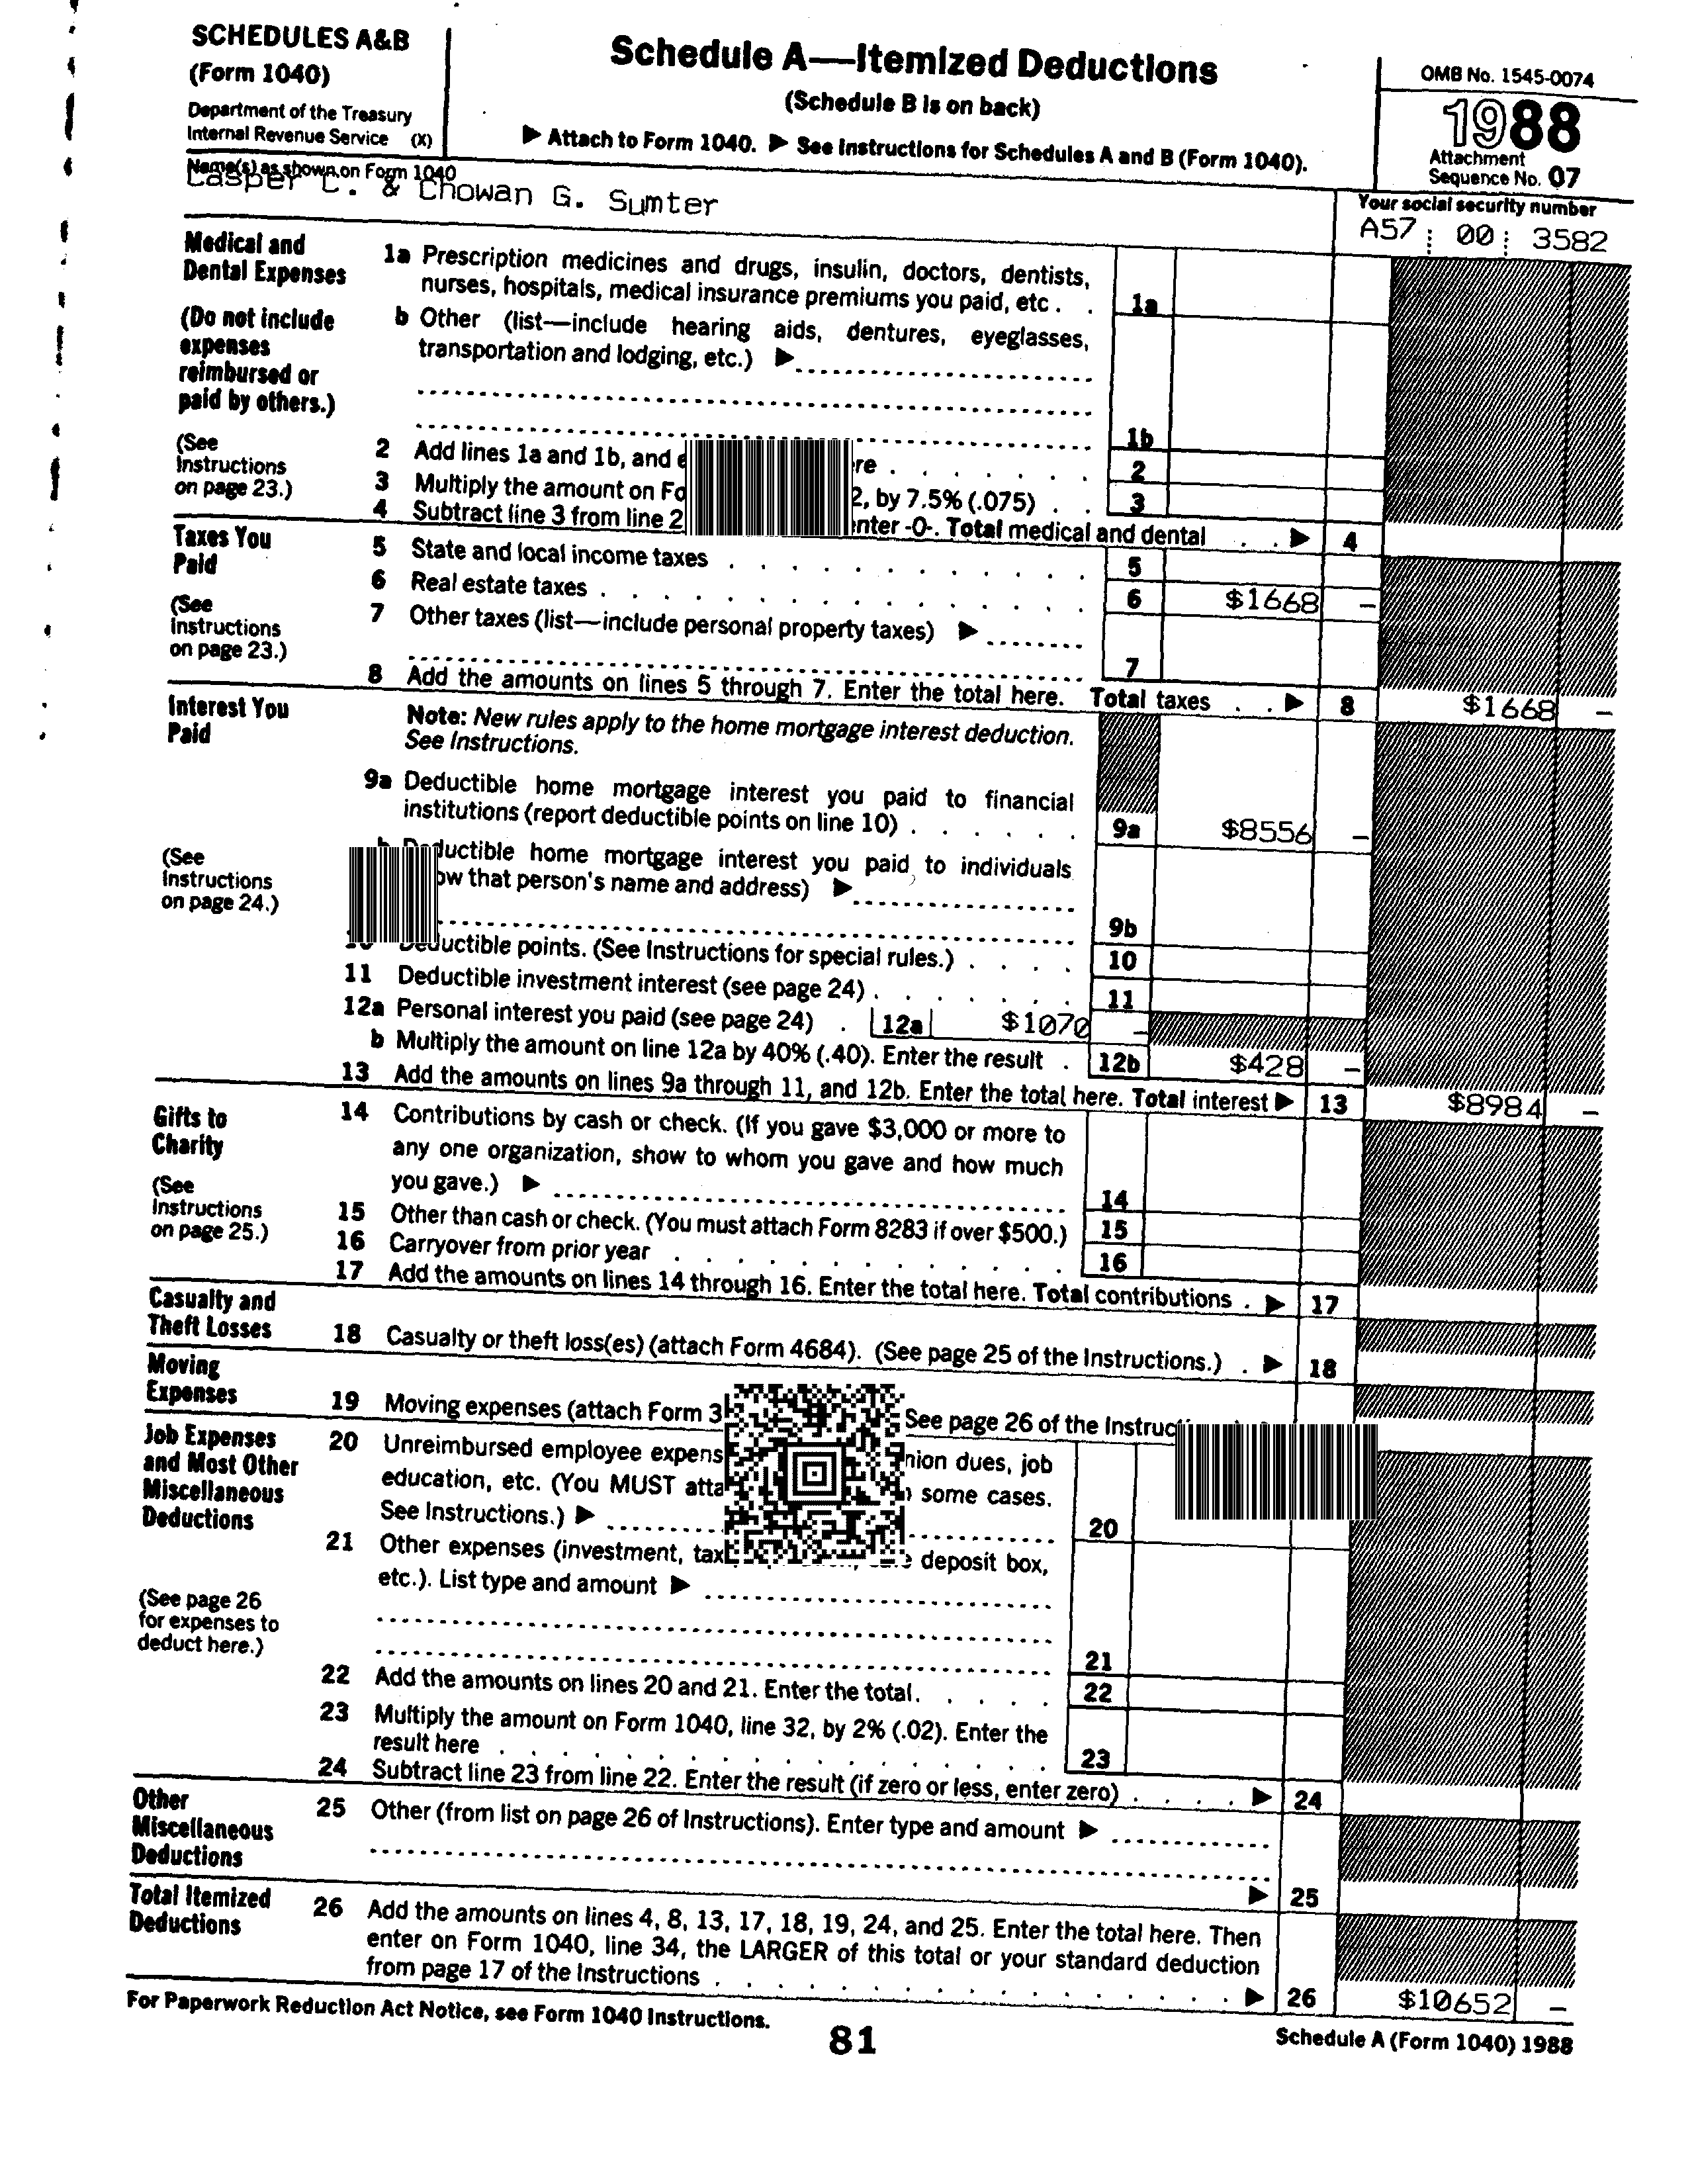 SCHEDULES A&B
(Form 1040)
Department of the Treasury
Internal Revenue Service (X)
Schedule A—Itemized Deductions
(Schedule B is on back)
▶ Attach to Form 1040. ▶ See Instructions for Schedules A and B (Form 1040).
OMB No. 1545-0074
1988
Attachment
Sequence No. 07
Name(s) as shown on Form 1040
Casper C. & Chowan G. Sumter
Your social security number
A57 00 3582
Medical and
Dental Expenses
(Do not include
expenses
reimbursed or
paid by others.)
(See
Instructions
on page 23.)
1a Prescription medicines and drugs, insulin, doctors, dentists,
nurses, hospitals, medical insurance premiums you paid, etc . . 1a
b Other (list—include hearing aids, dentures, eyeglasses,
transportation and lodging, etc.) ▶
1b
2 Add lines 1a and 1b, and re . . . . . . . 2
3 Multiply the amount on 2, by 7.5% (.075) . . 3
4 Subtract line 3 from line 2 enter -0-. Total medical and dental . . ▶ 4
Taxes You
Paid
(See
Instructions
on page 23.)
5 State and local income taxes . . . . . . . . . . . . 5
6 Real estate taxes . . . . . . . . . . . . . . . . 6 $1668 –
7 Other taxes (list—include personal property taxes) ▶
7
8 Add the amounts on lines 5 through 7. Enter the total here. Total taxes . . ▶ 8 $1668 –
Interest You
Paid
(See
Instructions
on page 24.)
Note: New rules apply to the home mortgage interest deduction.
See Instructions.
9a Deductible home mortgage interest you paid to financial
institutions (report deductible points on line 10) . . . . . . 9a $8556 –
b Deductible home mortgage interest you paid to individuals
ow that person's name and address) ▶
9b
10 Deductible points. (See Instructions for special rules.) . . . . 10
11 Deductible investment interest (see page 24) . . . . . . . 11
12a Personal interest you paid (see page 24) . 12a $1070 –
b Multiply the amount on line 12a by 40% (.40). Enter the result . 12b $428 –
13 Add the amounts on lines 9a through 11, and 12b. Enter the total here. Total interest ▶ 13 $8984 –
Gifts to
Charity
(See
Instructions
on page 25.)
14 Contributions by cash or check. (If you gave $3,000 or more to
any one organization, show to whom you gave and how much
you gave.) ▶ 14
15 Other than cash or check. (You must attach Form 8283 if over $500.) 15
16 Carryover from prior year . . . . . . . . . . . . . 16
17 Add the amounts on lines 14 through 16. Enter the total here. Total contributions . ▶ 17
Casualty and
Theft Losses
18 Casualty or theft loss(es) (attach Form 4684). (See page 25 of the Instructions.) . ▶ 18
Moving
Expenses
19 Moving expenses (attach Form 3 See page 26 of the Instruc
Job Expenses
and Most Other
Miscellaneous
Deductions
(See page 26
for expenses to
deduct here.)
20 Unreimbursed employee expens nion dues, job
education, etc. (You MUST atta some cases.
See Instructions.) ▶ 20
21 Other expenses (investment, tax deposit box,
etc.). List type and amount ▶
21
22 Add the amounts on lines 20 and 21. Enter the total. . . . . 22
23 Multiply the amount on Form 1040, line 32, by 2% (.02). Enter the
result here . . . . . . . . . . . . . . . . . . 23
24 Subtract line 23 from line 22. Enter the result (if zero or less, enter zero) . . . . ▶ 24
Other
Miscellaneous
Deductions
25 Other (from list on page 26 of Instructions). Enter type and amount ▶
▶ 25
Total Itemized
Deductions
26 Add the amounts on lines 4, 8, 13, 17, 18, 19, 24, and 25. Enter the total here. Then
enter on Form 1040, line 34, the LARGER of this total or your standard deduction
from page 17 of the Instructions . . . . . . . . . . . . . . . . . ▶ 26 $10652 –
For Paperwork Reduction Act Notice, see Form 1040 Instructions.
81
Schedule A (Form 1040) 1988